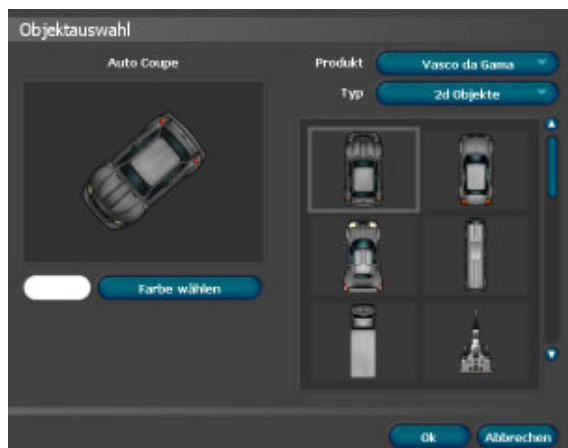 Objektauswahl
Auto Coupe
Produkt
Vasco da Gama
Typ
2d Objekte
Farbe wählen
Ok
Abbrechen